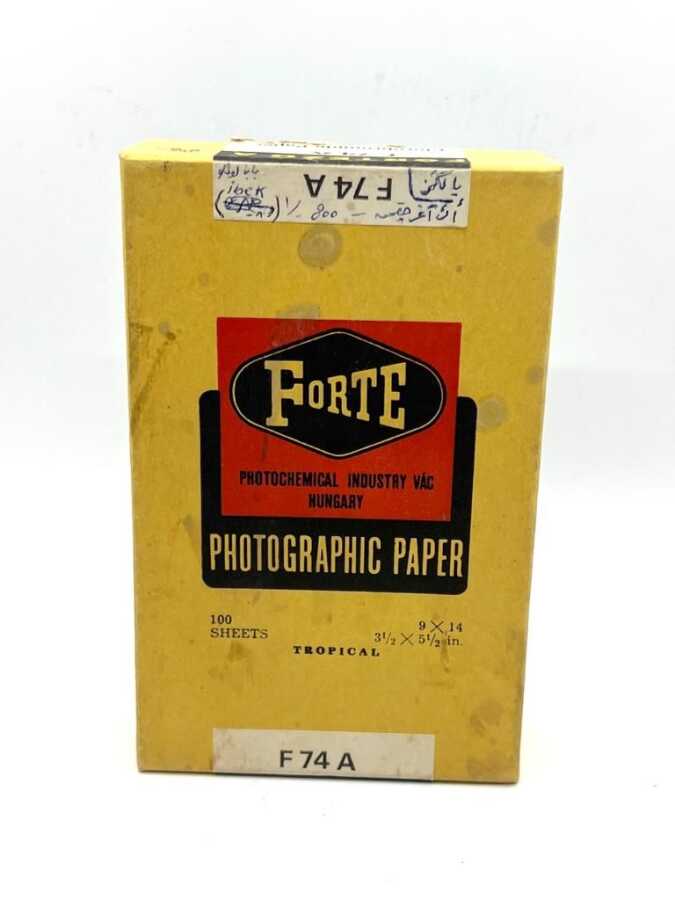 F74A
ibex
FORTE
PHOTOCHEMICAL INDUSTRY VÁC
HUNGARY
PHOTOGRAPHIC PAPER
100
SHEETS
9 × 14
3½ × 5½ in.
TROPICAL
F 74 A